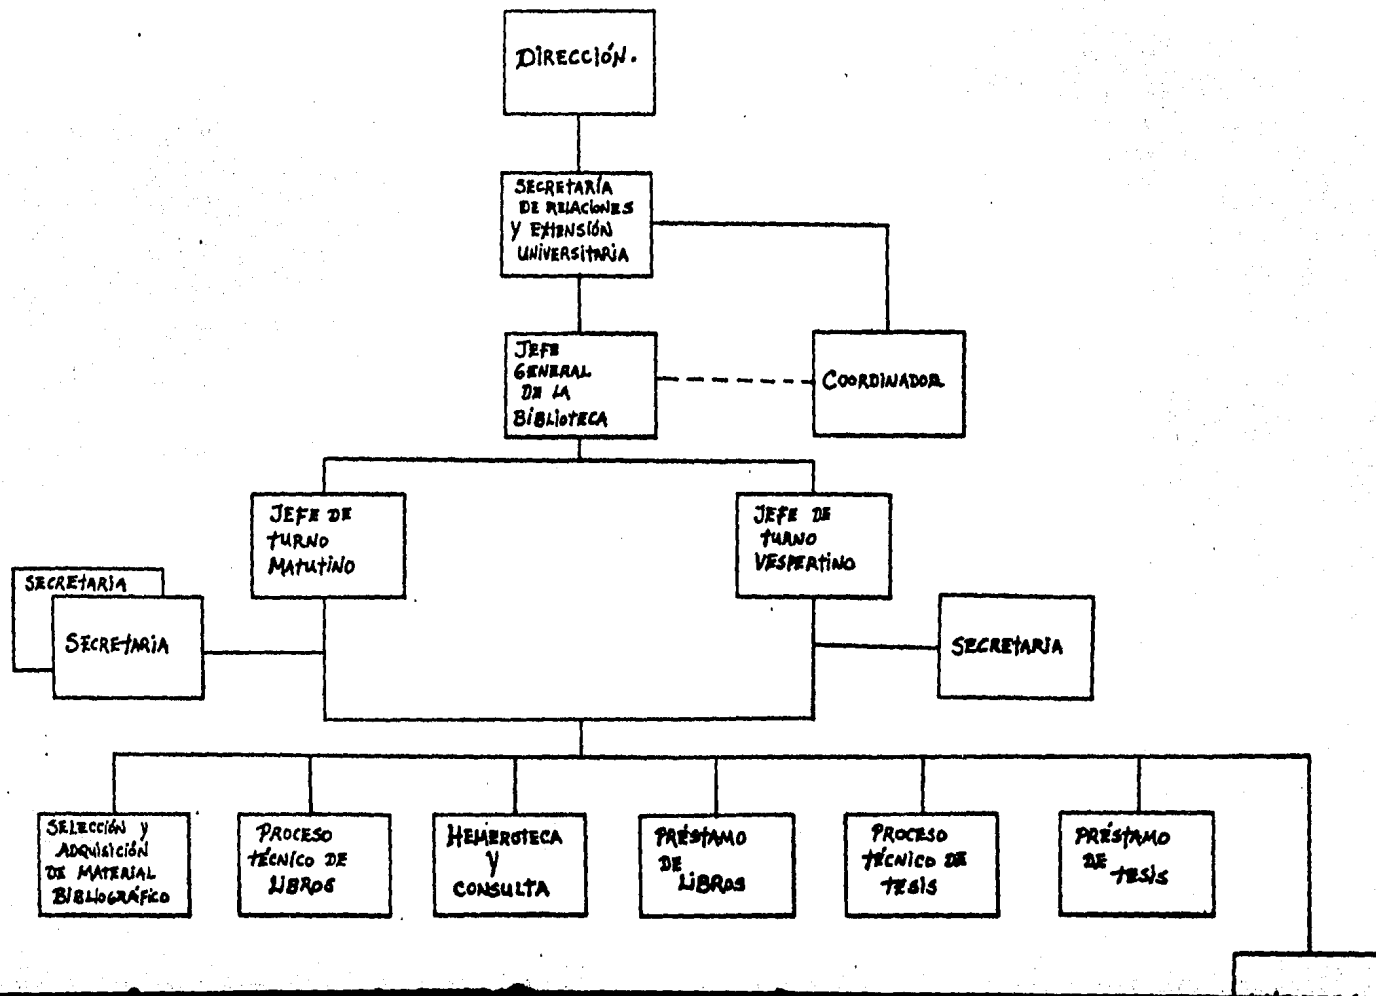 DIRECCIÓN.
SECRETARÍA
DE RELACIONES
Y EXTENSIÓN
UNIVERSITARIA
JEFE
GENERAL
DE LA
BIBLIOTECA
COORDINADOR
JEFE DE
TURNO
MATUTINO
JEFE DE
TURNO
VESPERTINO
SECRETARIA
SECRETARIA
SECRETARIA
SELECCIÓN Y
ADQUISICIÓN
DE MATERIAL
BIBLIOGRÁFICO
PROCESO
TÉCNICO DE
LIBROS
HEMEROTECA
Y
CONSULTA
PRÉSTAMO
DE
LIBROS
PROCESO
TÉCNICO DE
TESIS
PRÉSTAMO
DE
TESIS